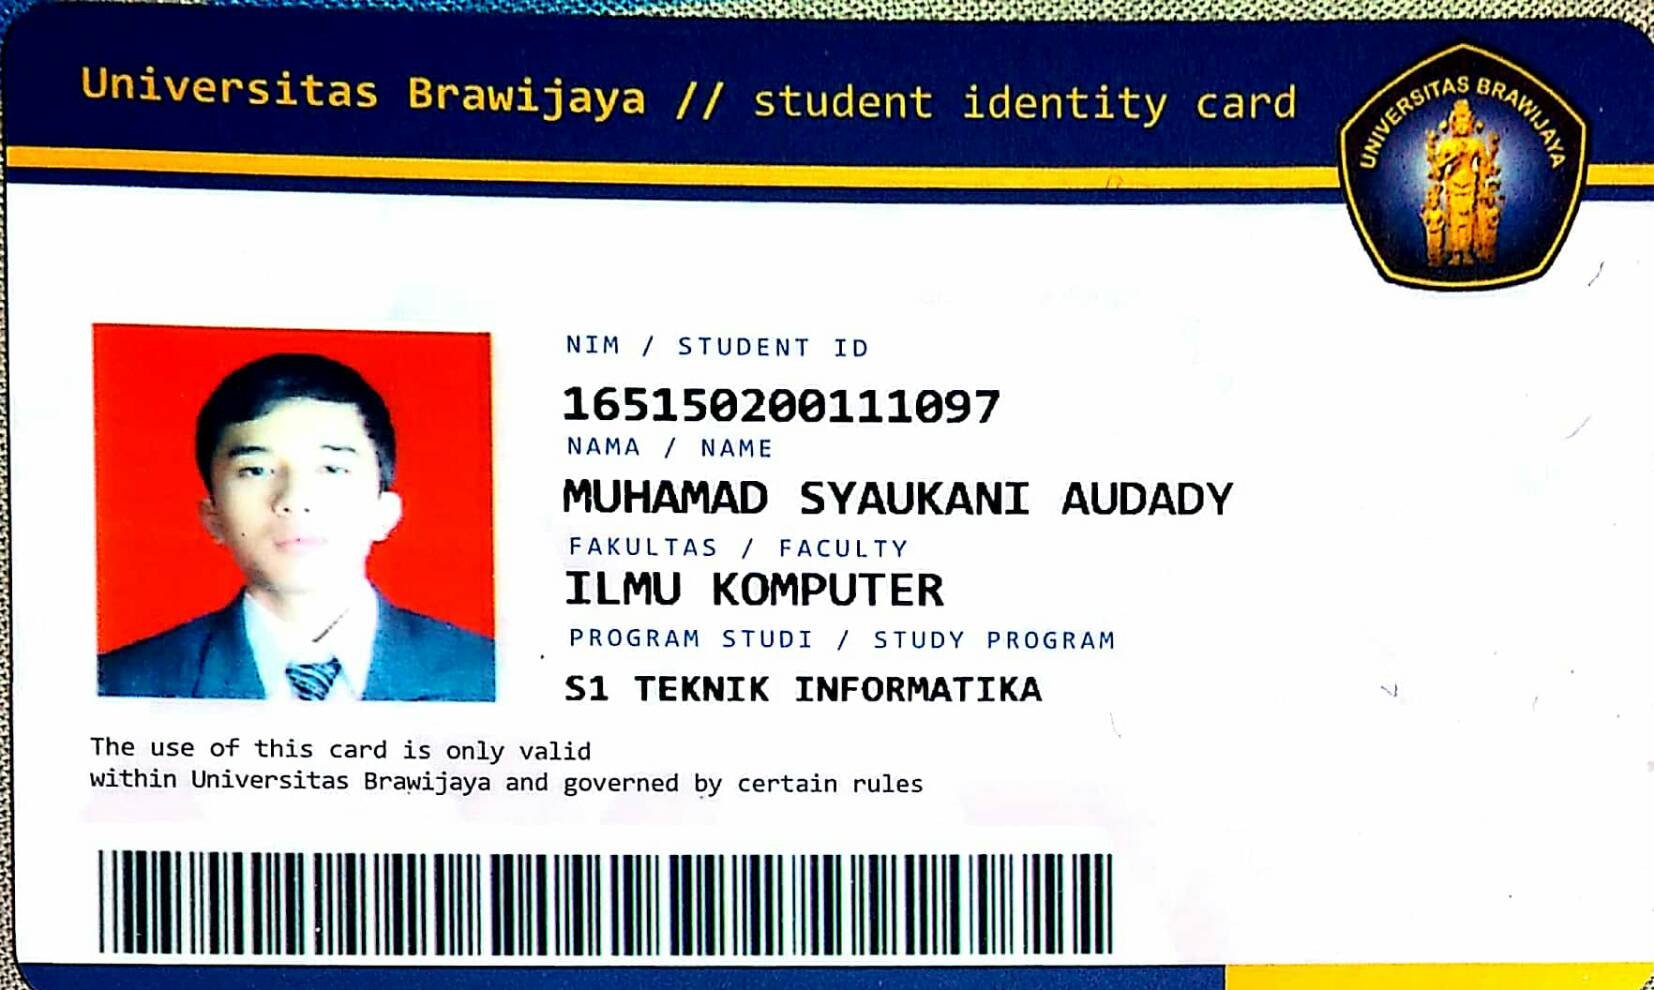 Universitas Brawijaya // student identity card
UNIVERSITAS BRAWIJAYA
NIM / STUDENT ID
165150200111097
NAMA / NAME
MUHAMAD SYAUKANI AUDADY
FAKULTAS / FACULTY
ILMU KOMPUTER
PROGRAM STUDI / STUDY PROGRAM
S1 TEKNIK INFORMATIKA
The use of this card is only valid
within Universitas Brawijaya and governed by certain rules